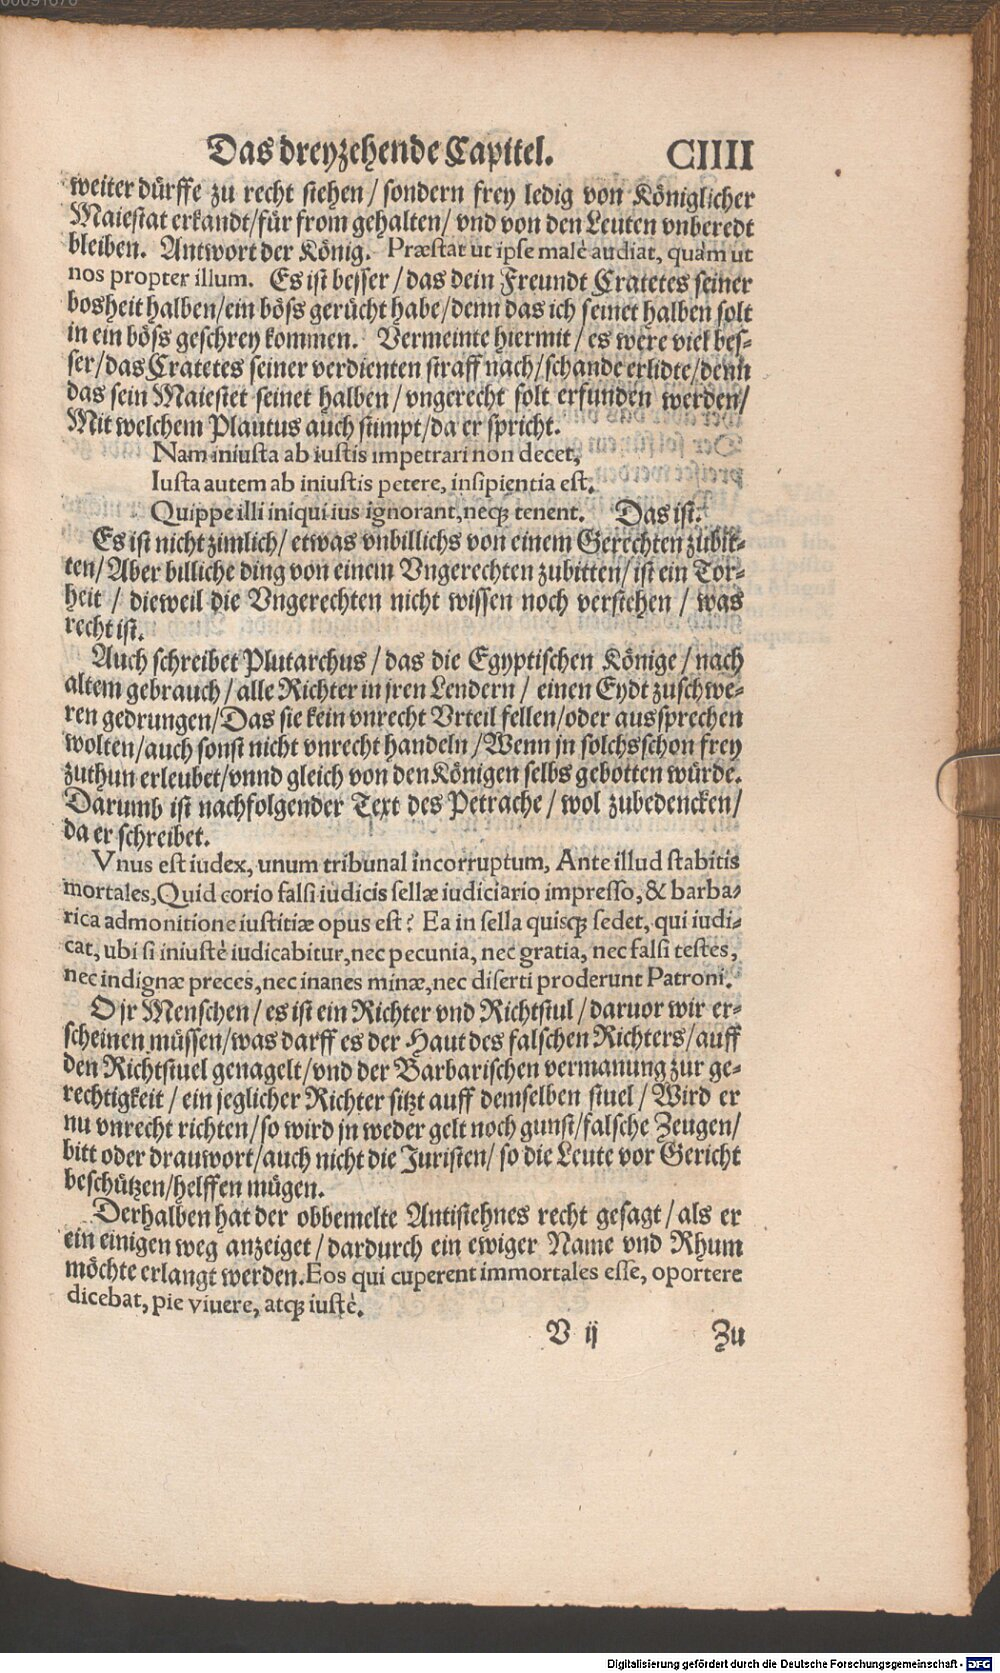 Das dreyzehende Capitel. CIIII
weiter dürffe zu recht stehen / sondern frey ledig von Königlicher
Maiestat erkandt/für from gehalten/ vnd von den Leuten vnberedt
bleiben. Antwort der König. Præstat ut ipse malè audiat, quàm ut
nos propter illum. Es ist besser / das dein Freundt Cratetes seiner
bosheit halben/ein böss gerücht habe/denn das ich seinet halben solt
in ein böss geschrey kommen. Vermeinte hiermit / es were viel bes-
ser/das Cratetes seiner verdienten straff nach/schande erlidte/denn
das sein Maiestet seinet halben / vngerecht solt erfunden werden/
Mit welchem Plautus auch stimpt/da er spricht.
Nam iniusta ab iustis impetrari non decet,
Iusta autem ab iniustis petere, insipientia est.
Quippe illi iniqui ius ignorant, neqꝫ tenent. Das ist.
Es ist nicht zimlich/ etwas vnbillichs von einem Gerechten zubit-
ten/ Aber billiche ding von einem Vngerechten zubitten/ ist ein Tor-
heit / dieweil die Vngerechten nicht wissen noch verstehen / was
recht ist.
Auch schreibet Plutarchus / das die Egyptischen Könige / nach
altem gebrauch / alle Richter in jren Lendern / einen Eydt zuschwe-
ren gedrungen/Das sie kein vnrecht Vrteil fellen/oder aussprechen
wolten/auch sonst nicht vnrecht handeln /Wenn jn solchs schon frey
zuthun erleubet/vnnd gleich von den Königen selbs gebotten würde.
Darumb ist nachfolgender Text des Petrache / wol zubedencken/
da er schreibet.
Vnus est iudex, unum tribunal incorruptum, Ante illud stabitis
mortales, Quid corio falsi iudicis sellæ iudiciario impresso, & barba-
rica admonitione iustitiæ opus est? Ea in sella quisqꝫ sedet, qui iudi-
cat, ubi si iniustè iudicabitur, nec pecunia, nec gratia, nec falsi testes,
nec indignæ preces, nec inanes minæ, nec diserti proderunt Patroni.
O jr Menschen / es ist ein Richter vnd Richtstul / daruor wir er-
scheinen müssen/was darff es der Haut des falschen Richters/auff
den Richtstuel genagelt/vnd der Barbarischen vermanung zur ge-
rechtigkeit / ein jeglicher Richter sitzt auff demselben stuel / Wird er
nu vnrecht richten/so wird jn weder gelt noch gunst/falsche Zeugen/
bitt oder drauwort/auch nicht die Juristen/ so die Leute vor Gericht
beschützen/helffen mügen.
Derhalben hat der obbemelte Antistehnes recht gesagt / als er
ein einigen weg anzeiget / dardurch ein ewiger Name vnd Rhum
möchte erlangt werden. Eos qui cuperent immortales esse, oportere
dicebat, pie viuere, atqꝫ iustè.
V ij Zu
Digitalisierung gefördert durch die Deutsche Forschungsgemeinschaft - DFG